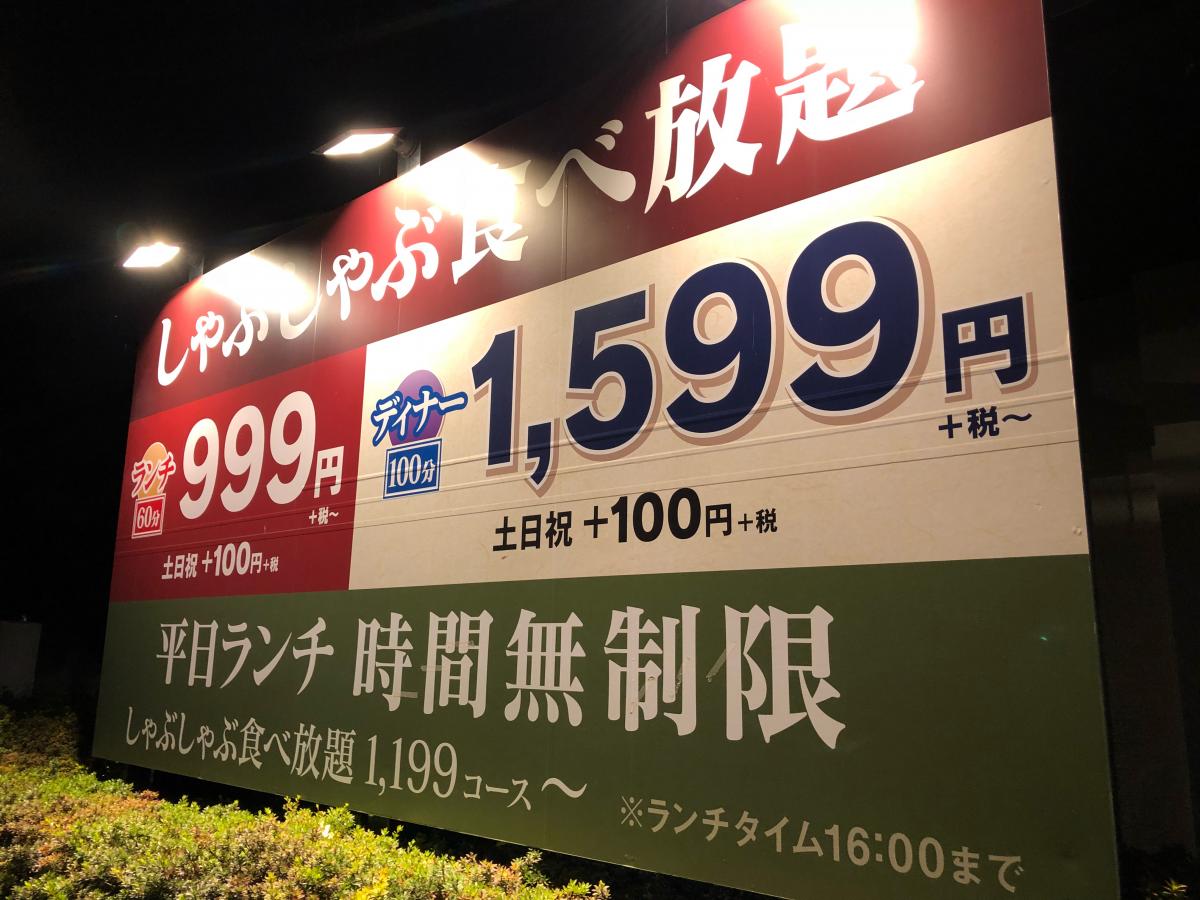 しゃぶしゃぶ食べ放題
ランチ
60分
999円
+税~
土日祝 +100円+税
ディナー
100分
1,599円
+税~
土日祝 +100円+税
平日ランチ 時間無制限
しゃぶしゃぶ食べ放題 1,199コース~
※ランチタイム16:00まで